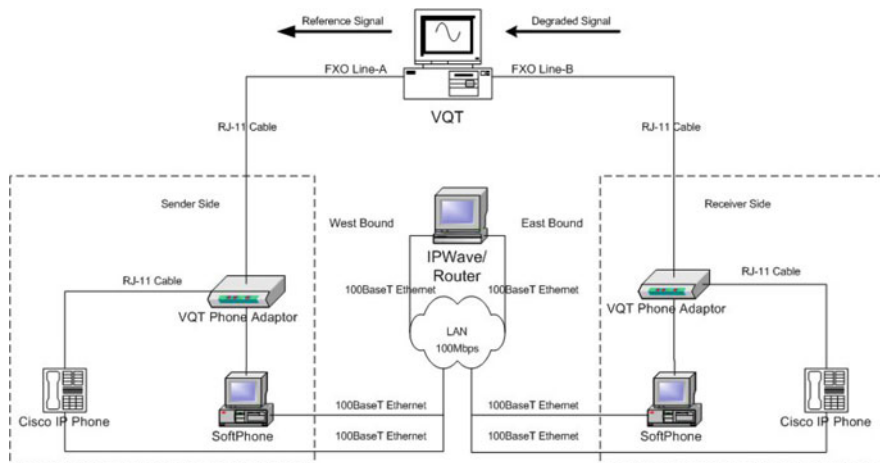 Reference Signal
Degraded Signal
FXO Line-A
FXO Line-B
VQT
RJ-11 Cable
RJ-11 Cable
Sender Side
West Bound
East Bound
Receiver Side
IPWave/
Router
RJ-11 Cable
RJ-11 Cable
100BaseT Ethernet
100BaseT Ethernet
VQT Phone Adaptor
VQT Phone Adaptor
LAN
100Mbps
100BaseT Ethernet
100BaseT Ethernet
Cisco IP Phone
SoftPhone
SoftPhone
Cisco IP Phone
100BaseT Ethernet
100BaseT Ethernet